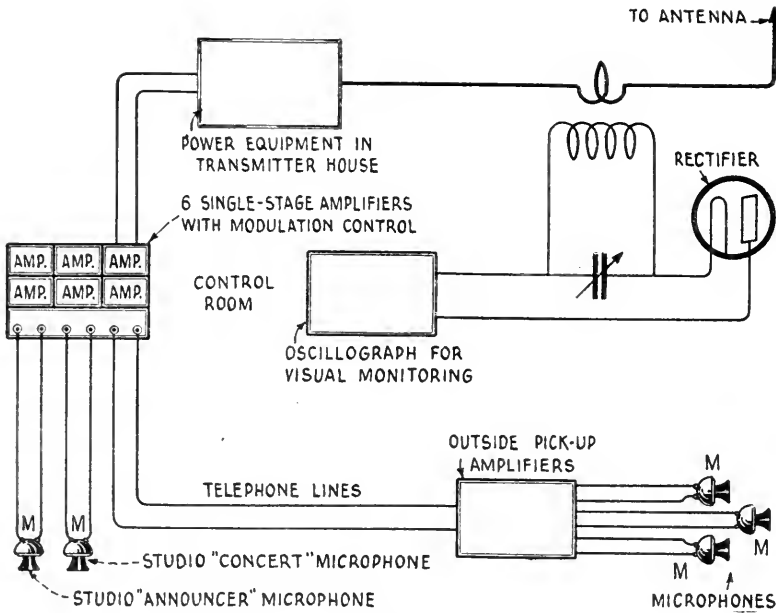 TO ANTENNA
POWER EQUIPMENT IN
TRANSMITTER HOUSE
RECTIFIER
6 SINGLE-STAGE AMPLIFIERS
WITH MODULATION CONTROL
AMP. AMP. AMP.
AMP. AMP. AMP.
CONTROL
ROOM
OSCILLOGRAPH FOR
VISUAL MONITORING
OUTSIDE PICK-UP
AMPLIFIERS
TELEPHONE LINES
M
M
M
M
M
STUDIO "CONCERT" MICROPHONE
STUDIO "ANNOUNCER" MICROPHONE
MICROPHONES